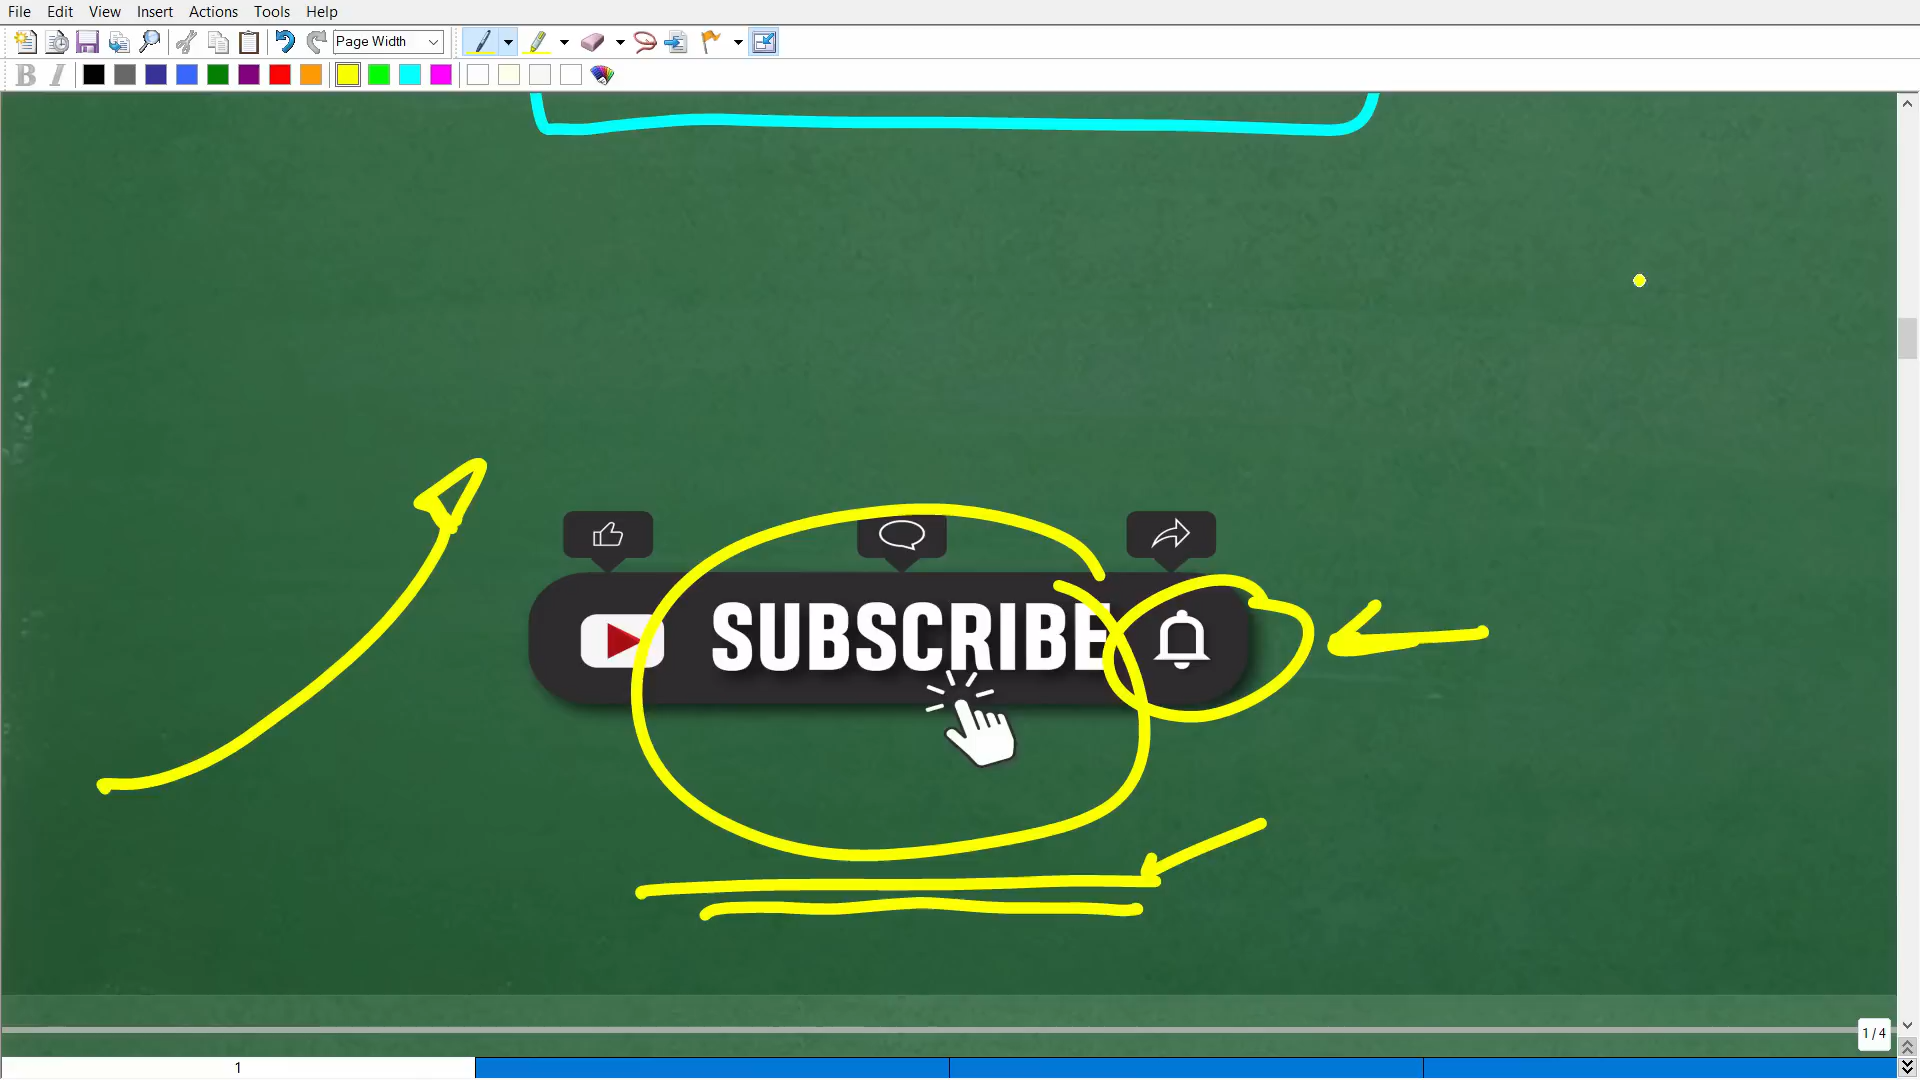 File Edit View Insert Actions Tools Help
Page Width
B I
SUBSCRIBE
1 / 4
1